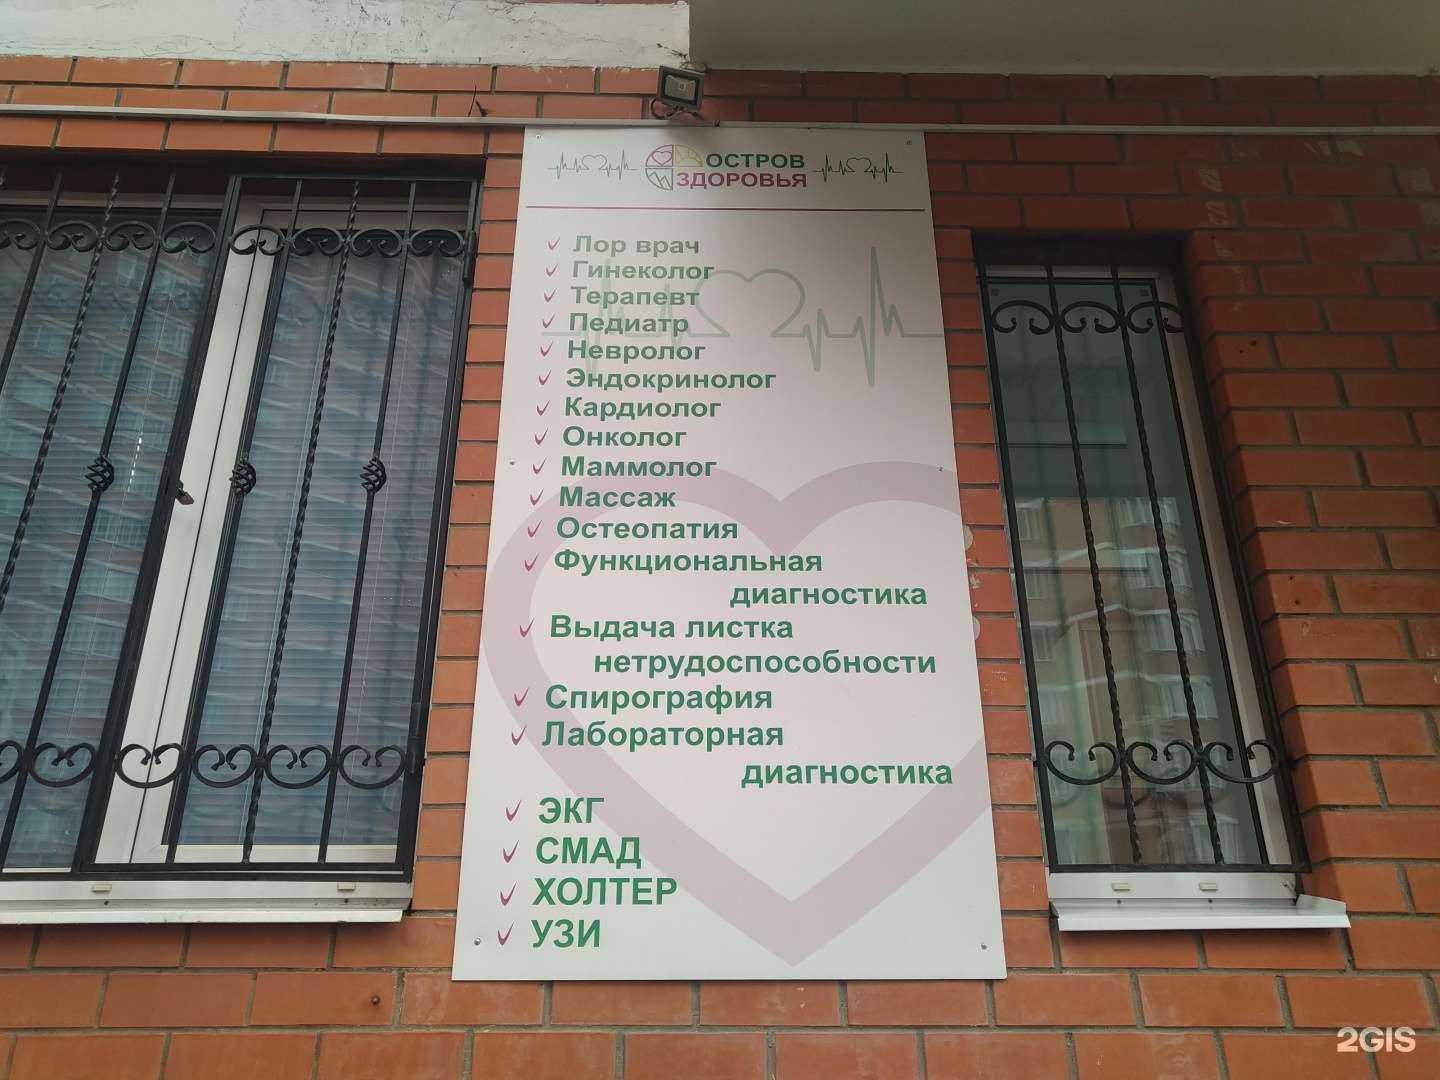 ОСТРОВ
ЗДОРОВЬЯ
Лор врач
Гинеколог
Терапевт
Педиатр
Невролог
Эндокринолог
Кардиолог
Онколог
Маммолог
Массаж
Остеопатия
Функциональная
диагностика
Выдача листка
нетрудоспособности
Спирография
Лабораторная
диагностика
ЭКГ
СМАД
ХОЛТЕР
УЗИ
2GIS